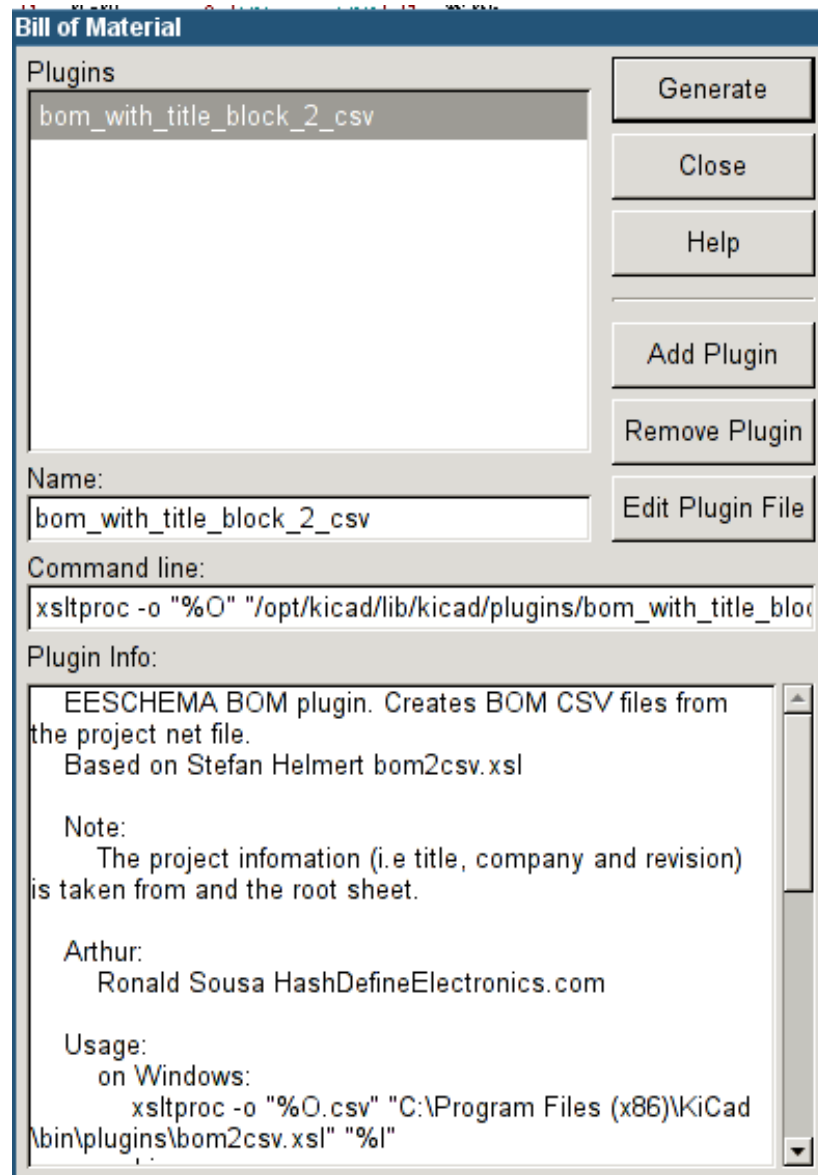 Bill of Material
Plugins
bom_with_title_block_2_csv
Generate
Close
Help
Add Plugin
Remove Plugin
Edit Plugin File
Name:
bom_with_title_block_2_csv
Command line:
xsltproc -o "%O" "/opt/kicad/lib/kicad/plugins/bom_with_title_bloc
Plugin Info:
EESCHEMA BOM plugin. Creates BOM CSV files from
the project net file.
Based on Stefan Helmert bom2csv.xsl
Note:
The project infomation (i.e title, company and revision)
is taken from and the root sheet.
Arthur:
Ronald Sousa HashDefineElectronics.com
Usage:
on Windows:
xsltproc -o "%O.csv" "C:\Program Files (x86)\KiCad
\bin\plugins\bom2csv.xsl" "%I"